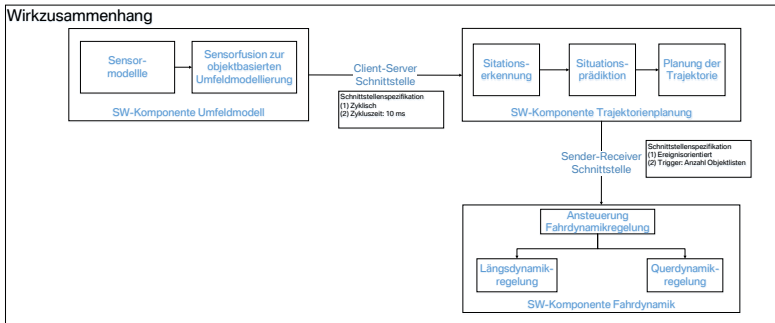 Wirkzusammenhang
Sensor-
modellle
Sensorfusion zur
objektbasierten
Umfeldmodellierung
SW-Komponente Umfeldmodell
Client-Server
Schnittstelle
Schnittstellenspezifikation
(1) Zyklisch
(2) Zykluszeit: 10 ms
Sitations-
erkennung
Situations-
prädiktion
Planung der
Trajektorie
SW-Komponente Trajektorienplanung
Sender-Receiver
Schnittstelle
Schnittstellenspezifikation
(1) Ereignisorientiert
(2) Trigger: Anzahl Objektlisten
Ansteuerung
Fahrdynamikregelung
Längsdynamik-
regelung
Querdynamik-
regelung
SW-Komponente Fahrdynamik